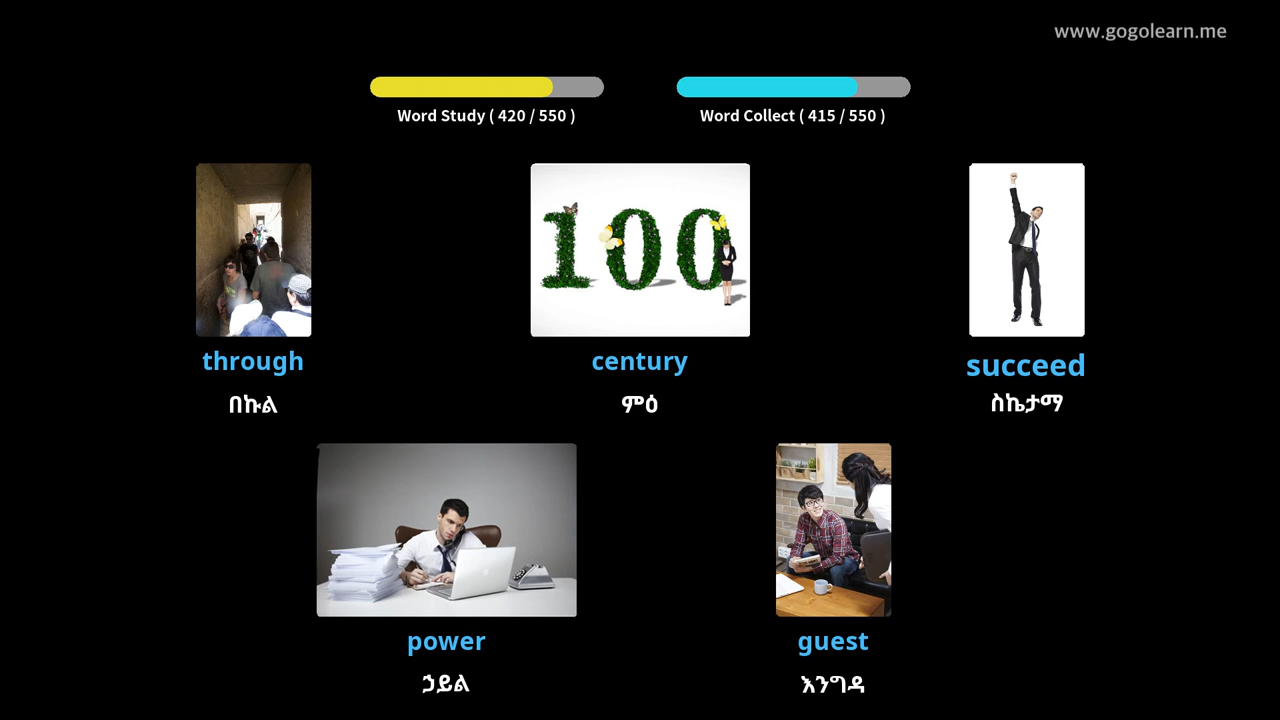 www.gogolearn.me
Word Study ( 420 / 550 )
Word Collect ( 415 / 550 )
through
century
succeed
በኩል
ምዕ
ስኬታማ
power
guest
ኃይል
እንግዳ